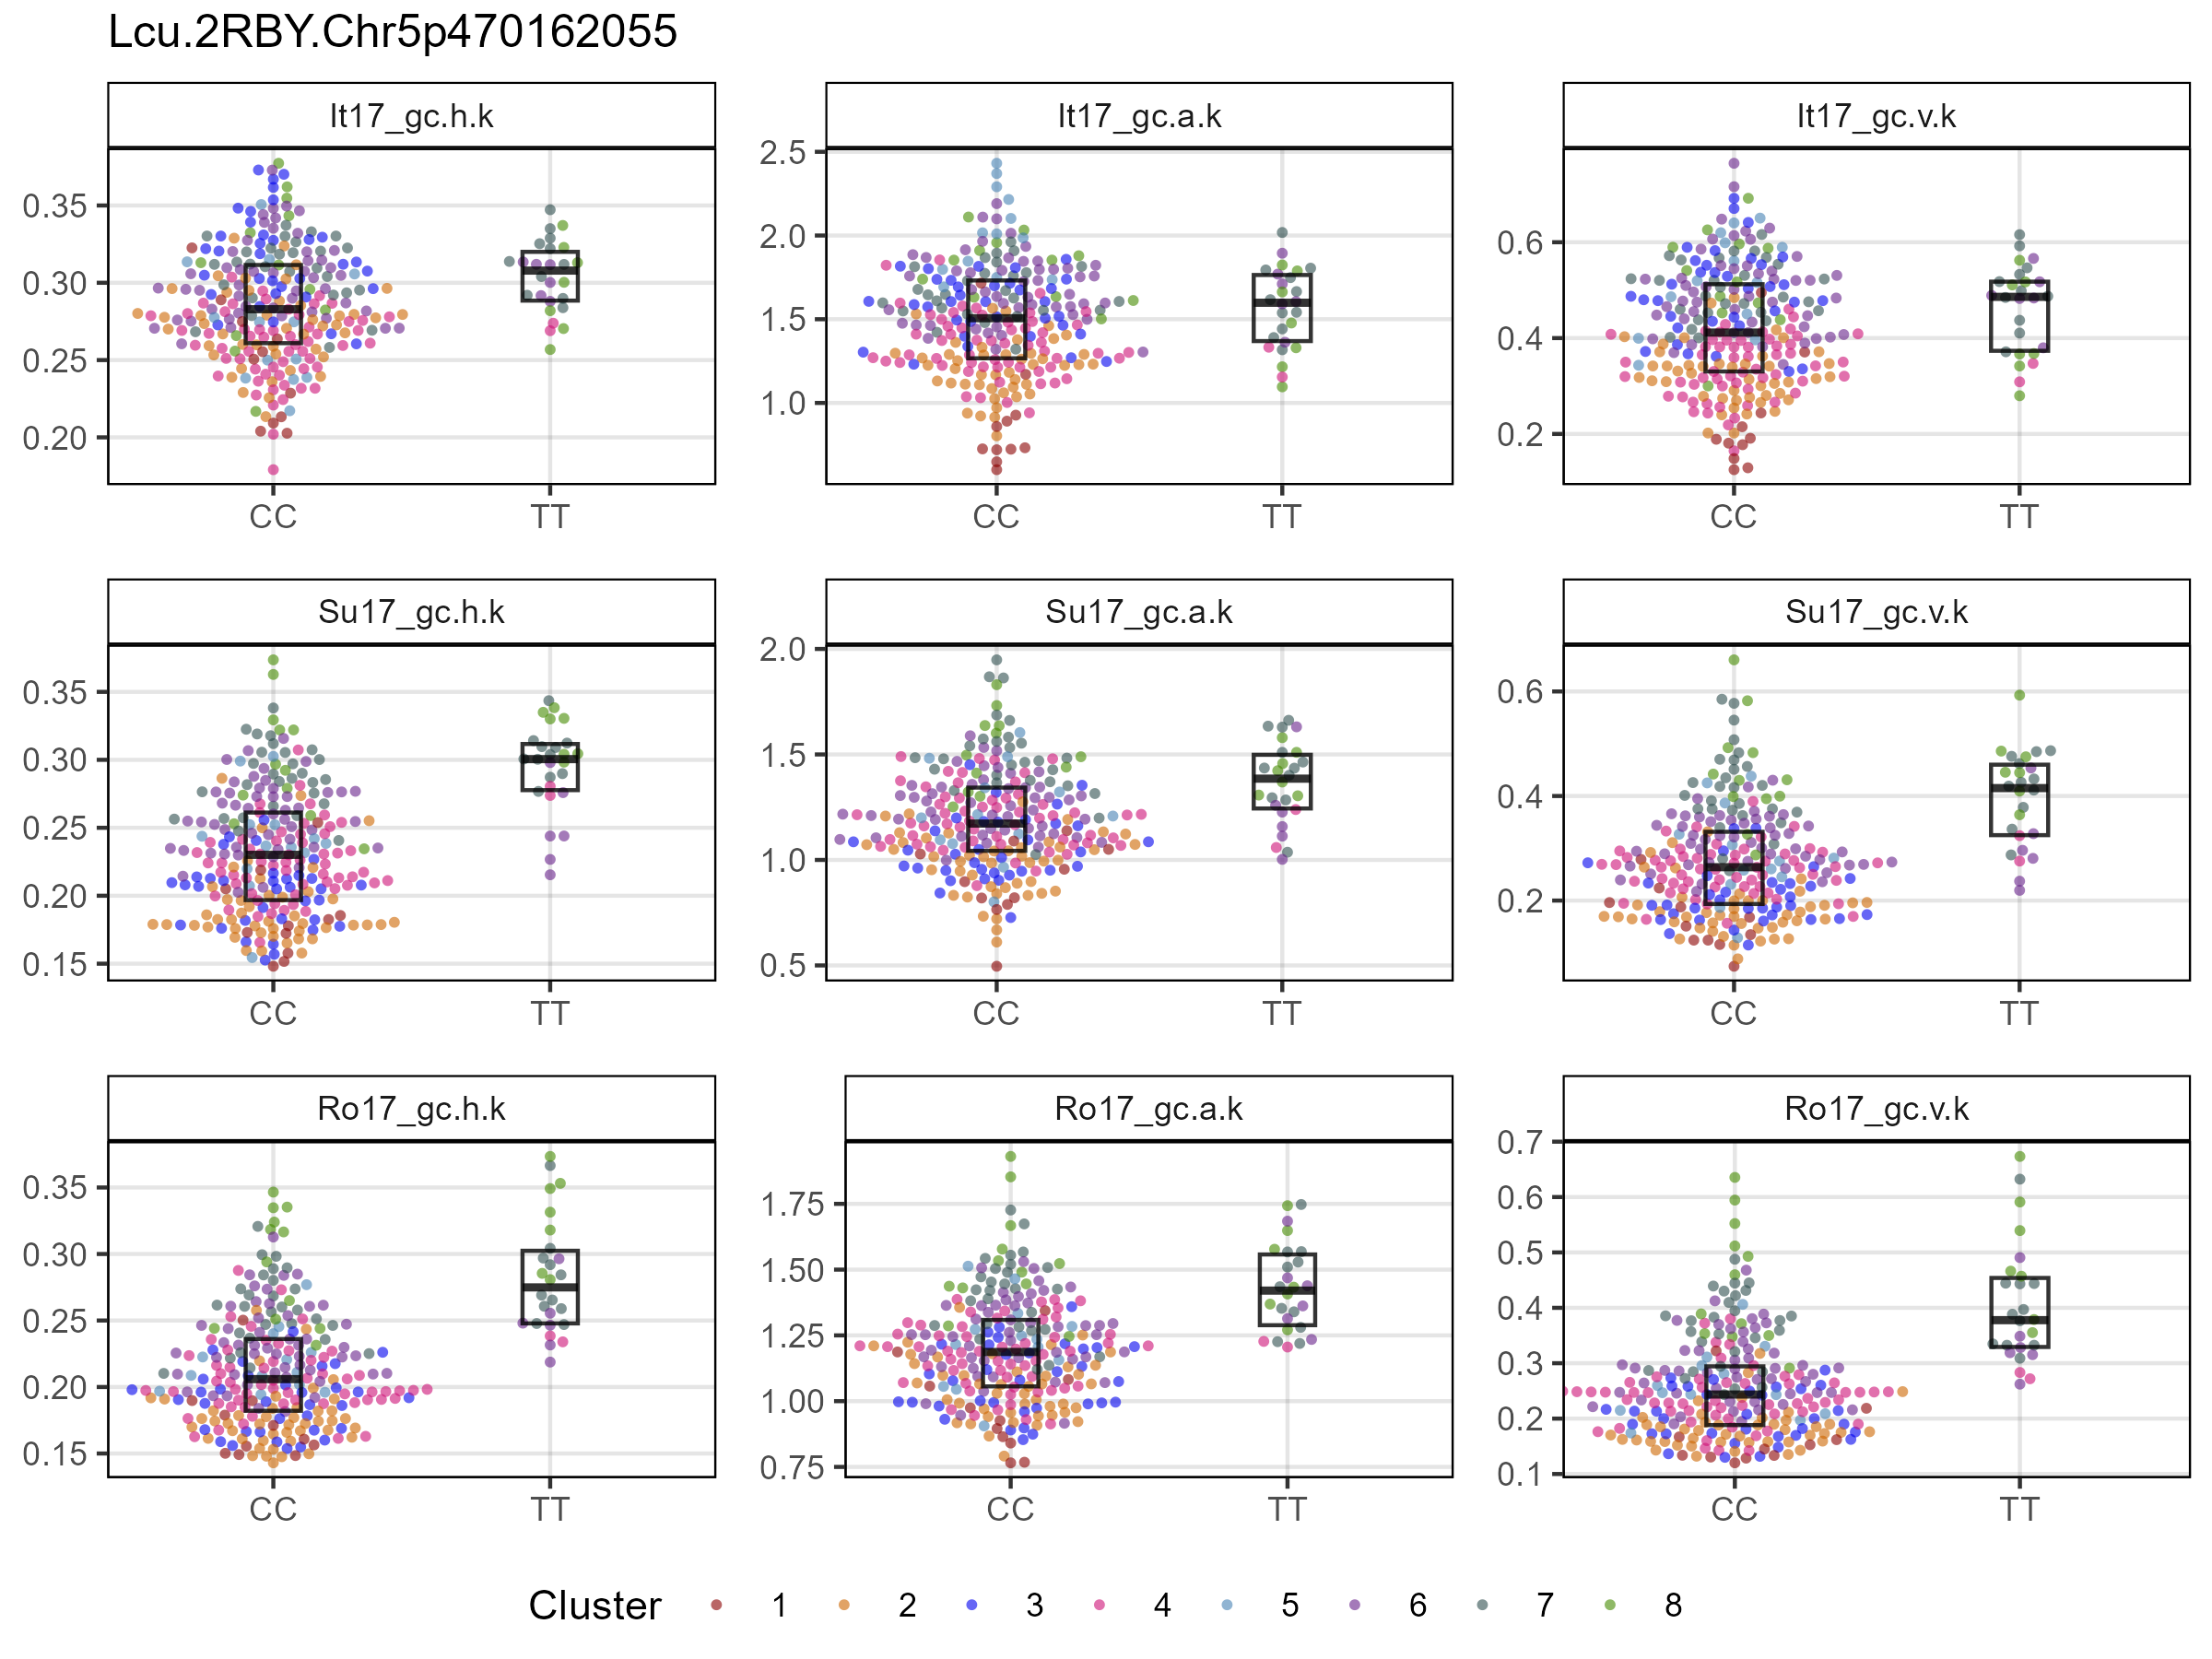 Lcu.2RBY.Chr5p470162055
It17_gc.h.k
It17_gc.a.k
It17_gc.v.k
0.35
0.30
0.25
0.20
CC TT
2.5
2.0
1.5
1.0
CC TT
0.6
0.4
0.2
CC TT
Su17_gc.h.k
Su17_gc.a.k
Su17_gc.v.k
0.35
0.30
0.25
0.20
0.15
CC TT
2.0
1.5
1.0
0.5
CC TT
0.6
0.4
0.2
CC TT
Ro17_gc.h.k
Ro17_gc.a.k
Ro17_gc.v.k
0.35
0.30
0.25
0.20
0.15
CC TT
1.75
1.50
1.25
1.00
0.75
CC TT
0.7
0.6
0.5
0.4
0.3
0.2
0.1
CC TT
Cluster 1 2 3 4 5 6 7 8